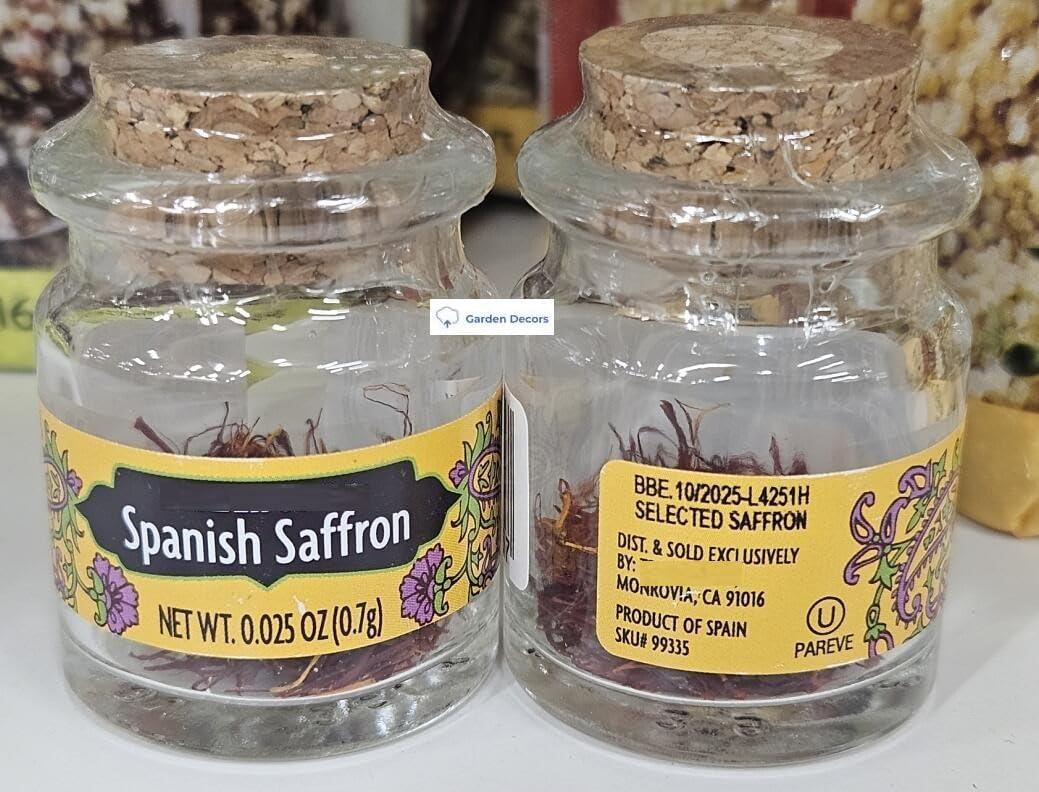 Garden Decors
Spanish Saffron
NET WT. 0.025 OZ (0.7g)
BBE.10/2025-L4251H
SELECTED SAFFRON
DIST. & SOLD EXCLUSIVELY
BY:
MONROVIA, CA 91016
PRODUCT OF SPAIN
SKU# 99335
U
PAREVE